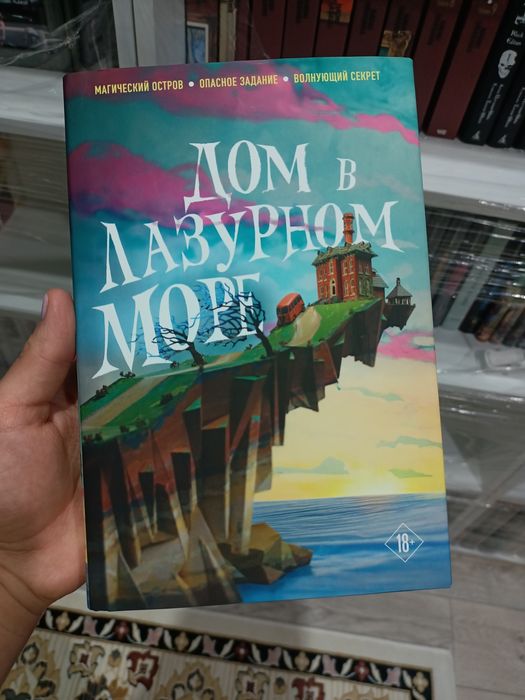 МАГИЧЕСКИЙ ОСТРОВ • ОПАСНОЕ ЗАДАНИЕ • ВОЛНУЮЩИЙ СЕКРЕТ
ДОМ В
ЛАЗУРНОМ
МОРЕ
18+